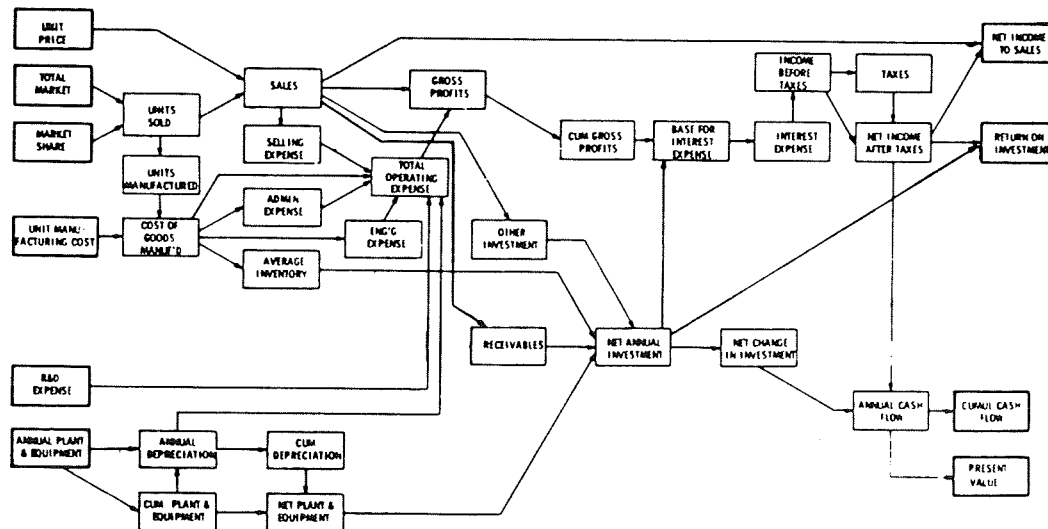 UNIT
PRICE
TOTAL
MARKET
MARKET
SHARE
UNITS
SOLD
UNITS
MANUFACTURED
UNIT MANU-
FACTURING COST
COST OF
GOODS
MANUF'D
SALES
SELLING
EXPENSE
ADMIN
EXPENSE
AVERAGE
INVENTORY
GROSS
PROFITS
TOTAL
OPERATING
EXPENSE
ENG'G
EXPENSE
OTHER
INVESTMENT
RECEIVABLES
CUM GROSS
PROFITS
BASE FOR
INTEREST
EXPENSE
INTEREST
EXPENSE
INCOME
BEFORE
TAXES
TAXES
NET INCOME
AFTER TAXES
NET INCOME
TO SALES
RETURN ON
INVESTMENT
NET ANNUAL
INVESTMENT
NET CHANGE
IN INVESTMENT
R&D
EXPENSE
ANNUAL PLANT
& EQUIPMENT
ANNUAL
DEPRECIATION
CUM
DEPRECIATION
CUM PLANT &
EQUIPMENT
NET PLANT &
EQUIPMENT
ANNUAL CASH
FLOW
CUMUL CASH
FLOW
PRESENT
VALUE